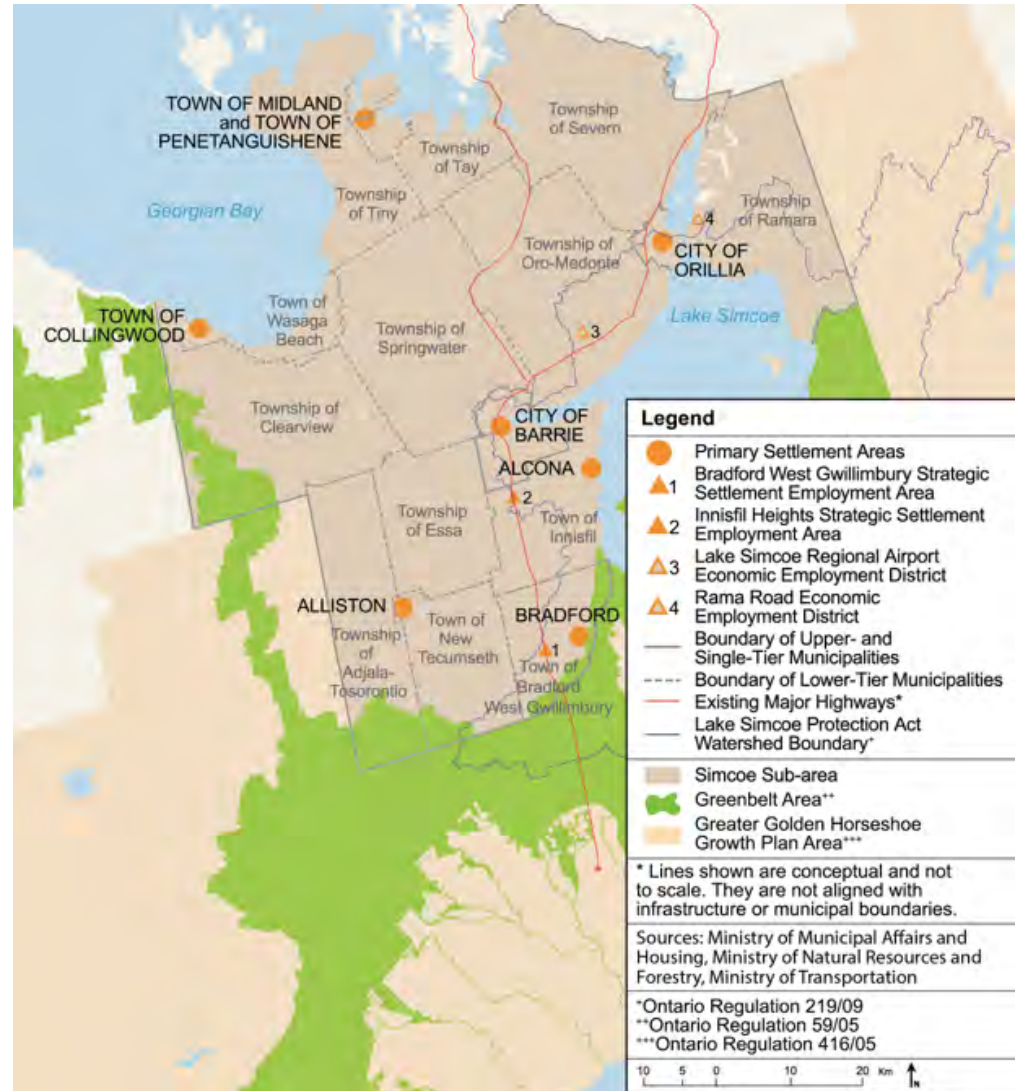 TOWN OF MIDLAND
and TOWN OF
PENETANGUISHENE
Township
of Severn
Township
of Tay
Township
of Tiny
Georgian Bay
Township
of Ramara
4
CITY OF
ORILLIA
Township of
Oro-Medonte
Lake Simcoe
3
TOWN OF
COLLINGWOOD
Town of
Wasaga
Beach
Township of
Springwater
Township of
Clearview
CITY OF
BARRIE
ALCONA
2
Township
of Essa
Town of
Innisfil
ALLISTON
BRADFORD
Town of
New
Tecumseth
Township
of
Adjala-
Tosorontio
1
Town of
Bradford
West Gwillimbury
Legend
Primary Settlement Areas
1 Bradford West Gwillimbury Strategic
Settlement Employment Area
2 Innisfil Heights Strategic Settlement
Employment Area
3 Lake Simcoe Regional Airport
Economic Employment District
4 Rama Road Economic
Employment District
Boundary of Upper- and
Single-Tier Municipalities
Boundary of Lower-Tier Municipalities
Existing Major Highways*
Lake Simcoe Protection Act
Watershed Boundary+
Simcoe Sub-area
Greenbelt Area++
Greater Golden Horseshoe
Growth Plan Area+++
* Lines shown are conceptual and not
to scale. They are not aligned with
infrastructure or municipal boundaries.
Sources: Ministry of Municipal Affairs and
Housing, Ministry of Natural Resources and
Forestry, Ministry of Transportation
+Ontario Regulation 219/09
++Ontario Regulation 59/05
+++Ontario Regulation 416/05
10 5 0 10 20 Km N